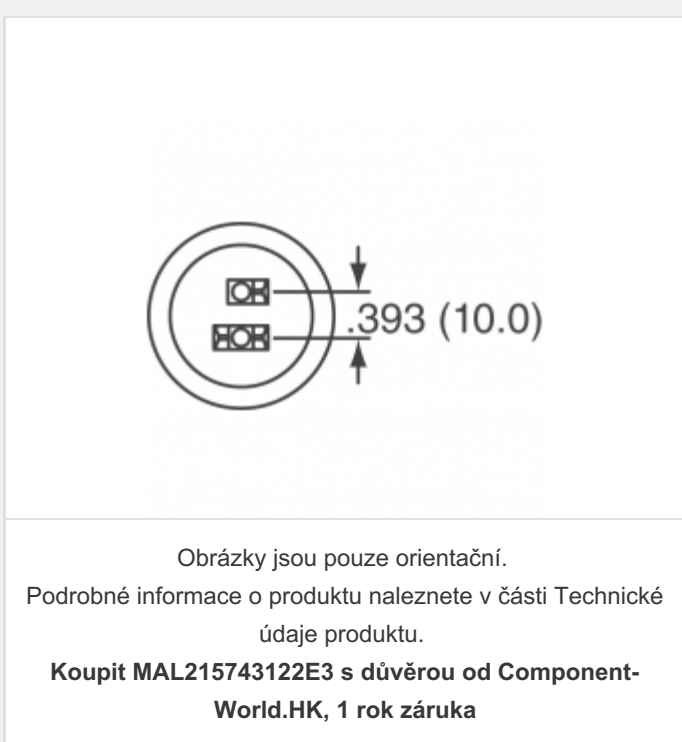 .393 (10.0)
Obrázky jsou pouze orientační.
Podrobné informace o produktu naleznete v části Technické
údaje produktu.
Koupit MAL215743122E3 s důvěrou od Component-
World.HK, 1 rok záruka